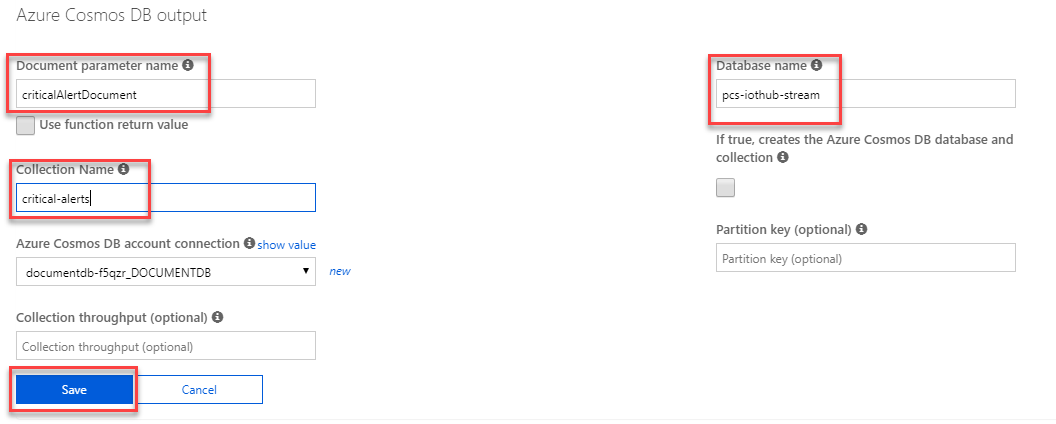 Azure Cosmos DB output
Document parameter name
criticalAlertDocument
Use function return value
Collection Name
critical-alerts
Azure Cosmos DB account connection show value
documentdb-f5qzr_DOCUMENTDB new
Collection throughput (optional)
Collection throughput (optional)
Save Cancel
Database name
pcs-iothub-stream
If true, creates the Azure Cosmos DB database and
collection
Partition key (optional)
Partition key (optional)